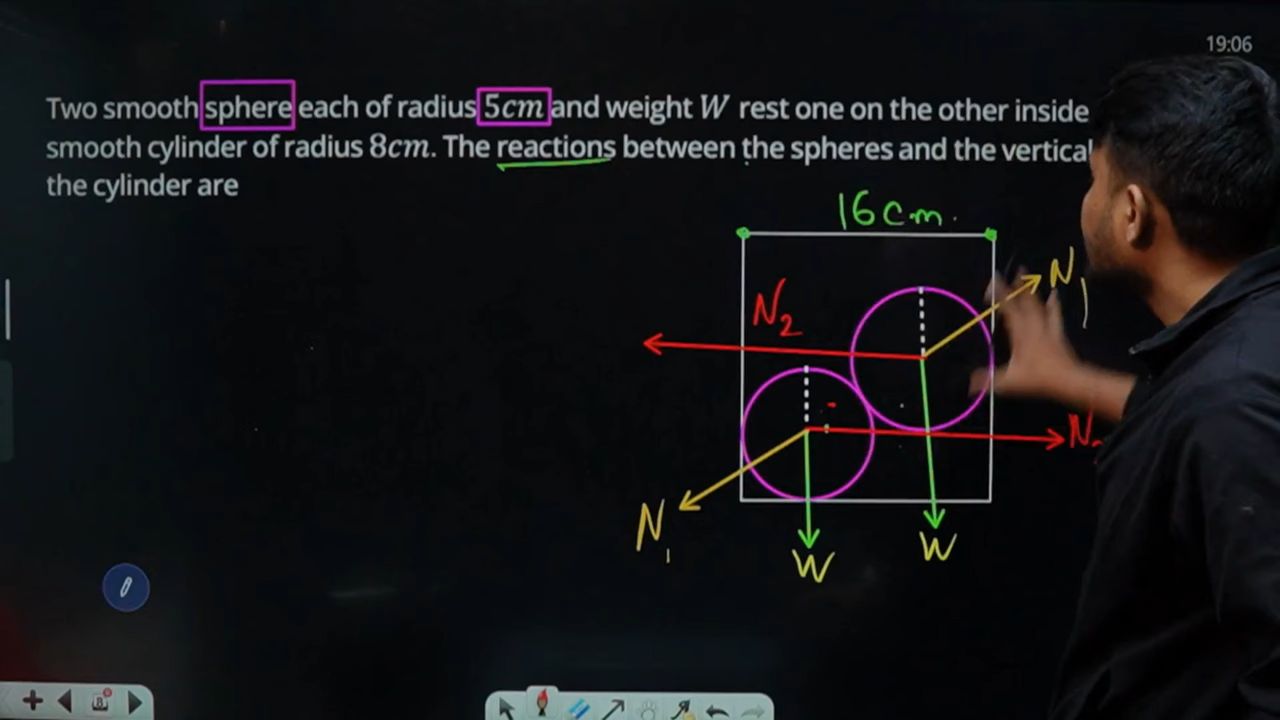 19:06
Two smooth sphere each of radius 5cm and weight W rest one on the other inside
smooth cylinder of radius 8cm. The reactions between the spheres and the vertical
the cylinder are
16cm.
N1
N2
N1
W
W